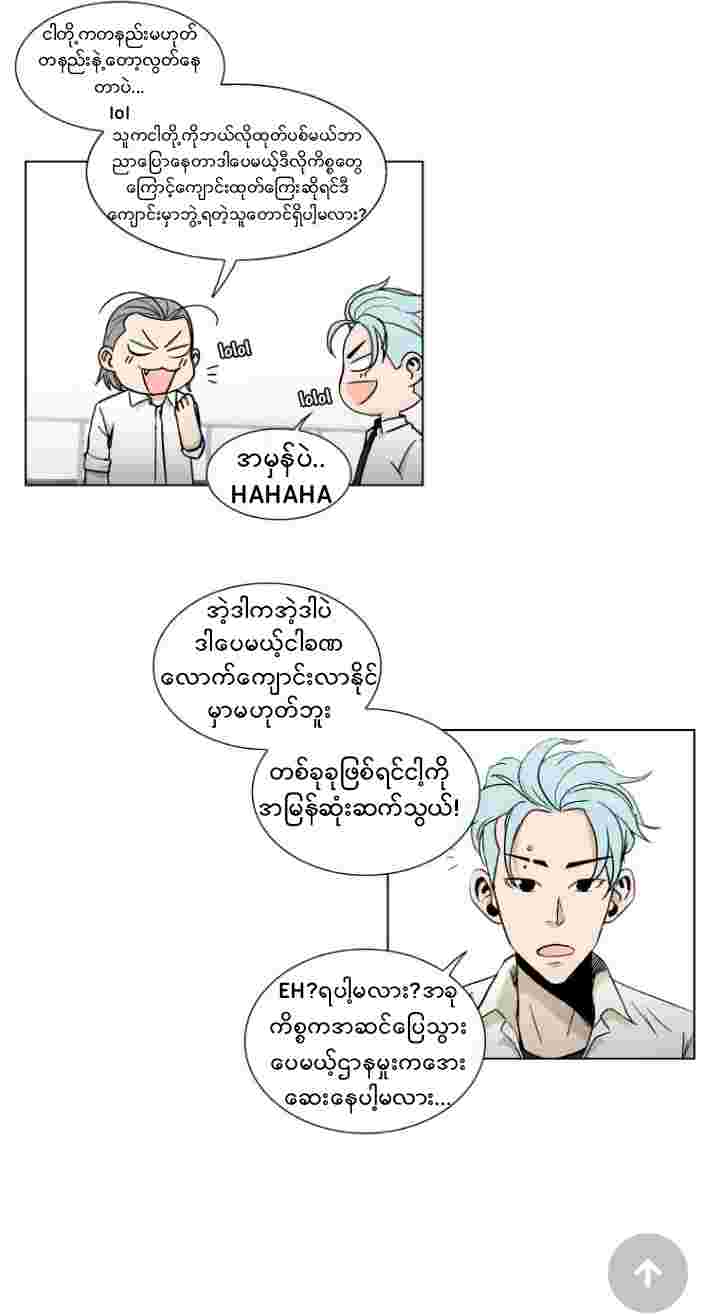 ငါကို့ကတနည်းမဟုတ်
တနည်းနဲ့တော့လွတ်နေ
တာပဲ...
lol
သူကငါတို့ကိုဘယ်လိုထုတ်ပစ်မယ်ဘာ
ညာပြောနေတာဒါပေမယ့်ဒီလိုကိစ္စတွေ
ကြောင့်ကျောင်းထုတ်ကြေးဆိုရင်ဒီ
ကျောင်းမှာဘွဲ့ရတဲ့သူတောင်ရှိပါ့မလား?
lolol
lolol
အမှန်ပဲ..
HAHAHA
အဲ့ဒါကအဲ့ဒါပဲ
ဒါပေမယ့်ငါခဏ
လောက်ကျောင်းလာနိုင်
မှာမဟုတ်ဘူး
တစ်ခုခုဖြစ်ရင်ငါ့ကို
အမြန်ဆုံးဆက်သွယ်!
EH?ရပါ့မလား?အခု
ကိစ္စကအဆင်ပြေသွား
ပေမယ့်ဌာနမှူးကအေး
ဆေးနေပါ့မလား...